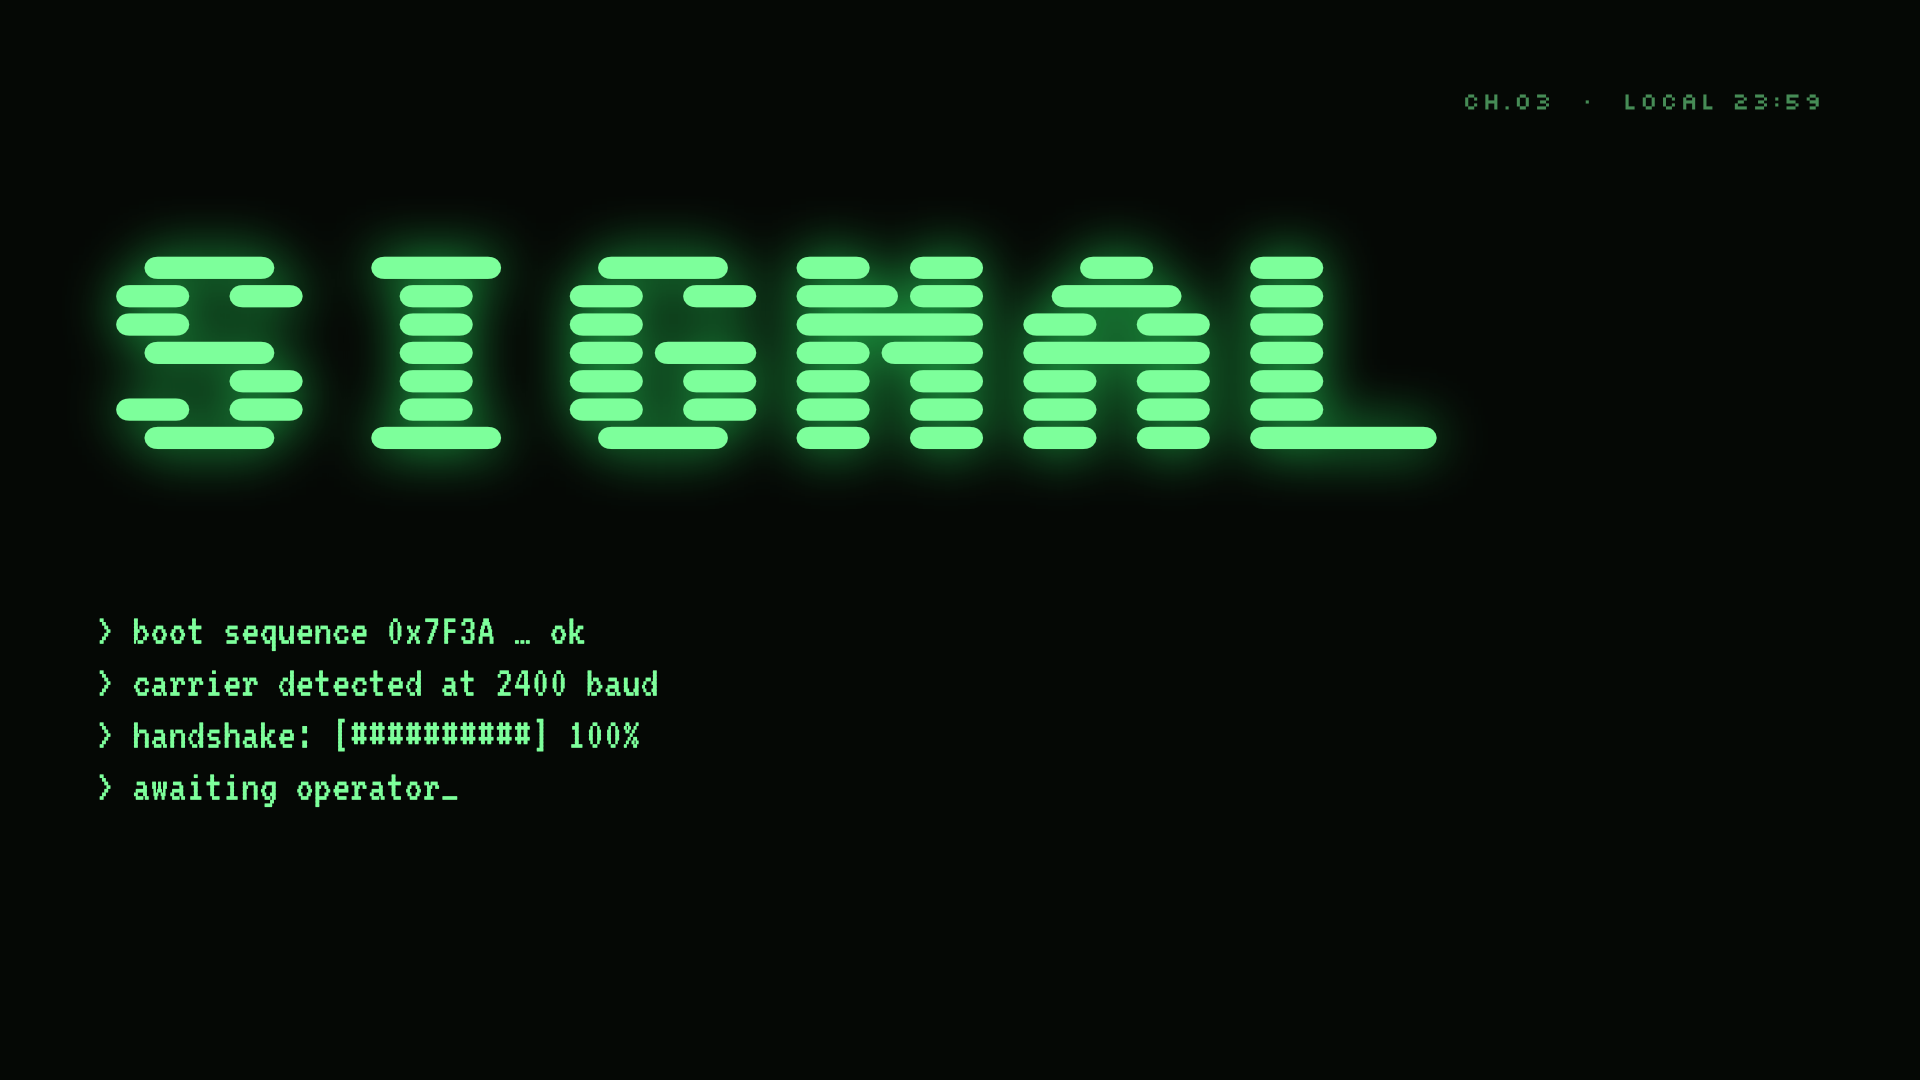 CH.03 · LOCAL 23:59
SIGNAL
> boot sequence 0x7F3A … ok
> carrier detected at 2400 baud
> handshake: [##########] 100%
> awaiting operator_